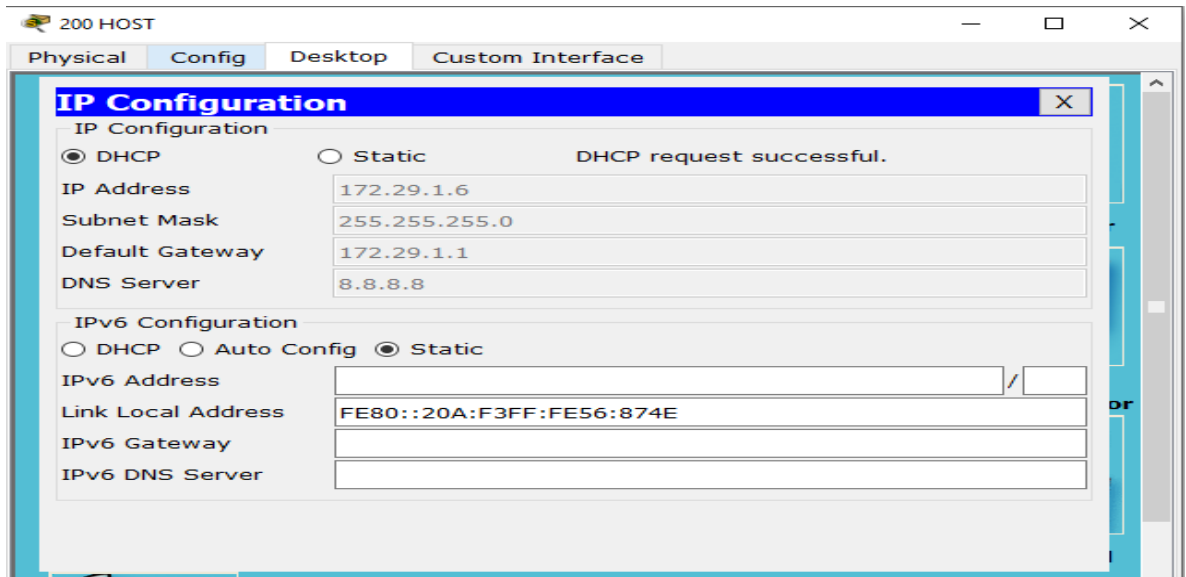 200 HOST
Physical Config Desktop Custom Interface
IP Configuration X
IP Configuration
DHCP Static DHCP request successful.
IP Address 172.29.1.6
Subnet Mask 255.255.255.0
Default Gateway 172.29.1.1
DNS Server 8.8.8.8
IPv6 Configuration
DHCP Auto Config Static
IPv6 Address /
Link Local Address FE80::20A:F3FF:FE56:874E
IPv6 Gateway
IPv6 DNS Server
or